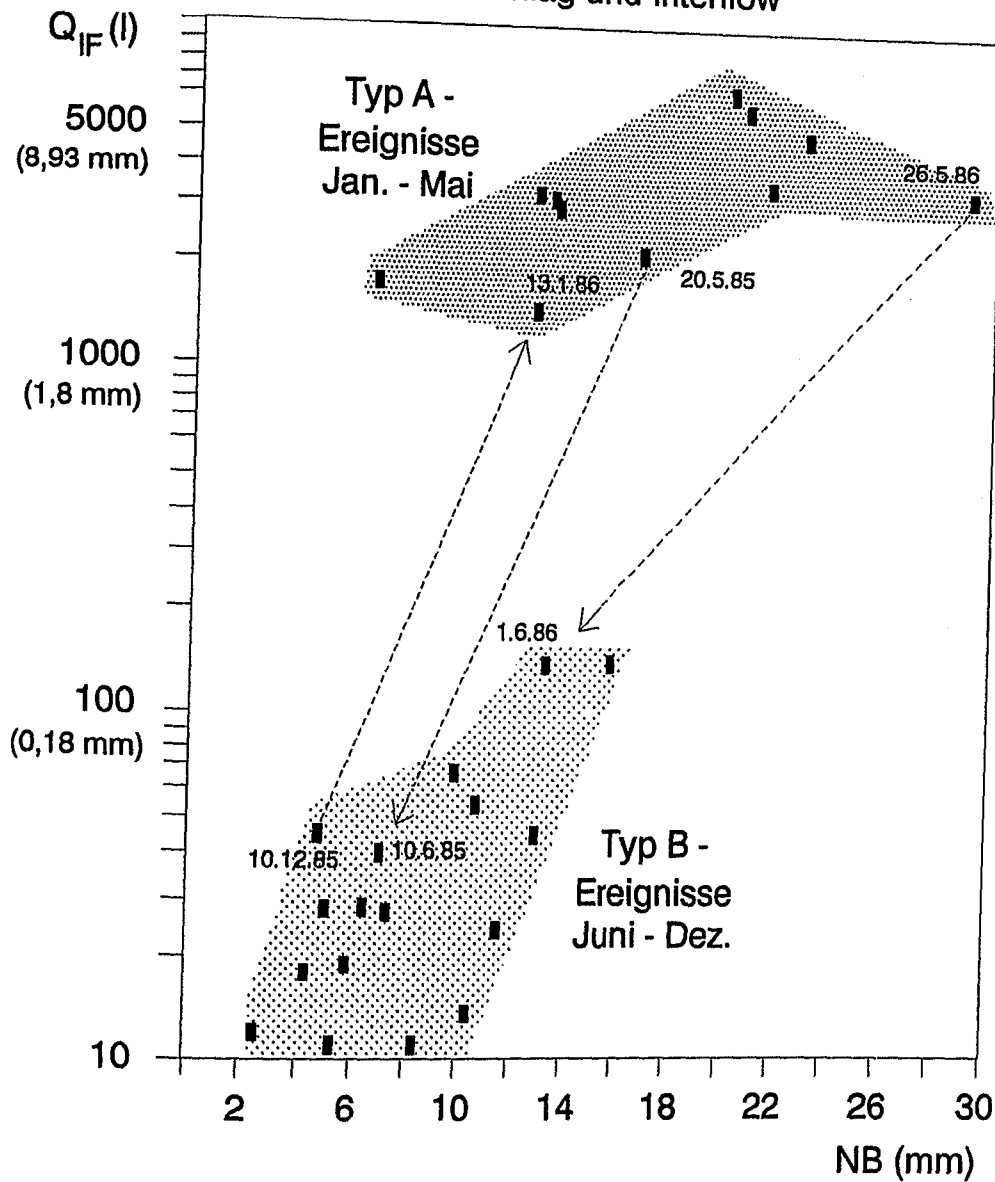 und Interflow
Q_IF (l)
5000
(8,93 mm)
1000
(1,8 mm)
100
(0,18 mm)
10
Typ A -
Ereignisse
Jan. - Mai
26.5.86
13.1.86
20.5.85
1.6.86
10.12.85
10.6.85
Typ B -
Ereignisse
Juni - Dez.
2 6 10 14 18 22 26 30
NB (mm)